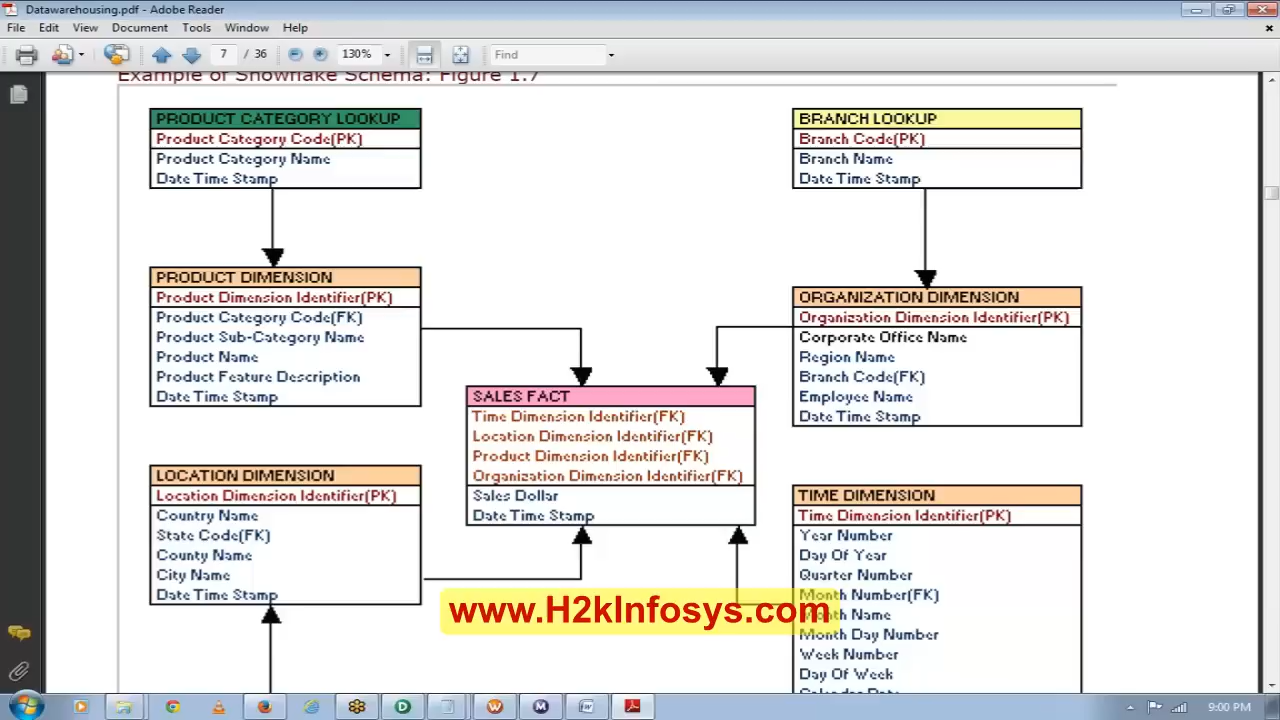 Datawarehousing.pdf - Adobe Reader
File Edit View Document Tools Window Help
7 / 36 130% Find
Example of Snowflake Schema: Figure 1.7
PRODUCT CATEGORY LOOKUP
Product Category Code(PK)
Product Category Name
Date Time Stamp
BRANCH LOOKUP
Branch Code(PK)
Branch Name
Date Time Stamp
PRODUCT DIMENSION
Product Dimension Identifier(PK)
Product Category Code(FK)
Product Sub-Category Name
Product Name
Product Feature Description
Date Time Stamp
ORGANIZATION DIMENSION
Organization Dimension Identifier(PK)
Corporate Office Name
Region Name
Branch Code(FK)
Employee Name
Date Time Stamp
SALES FACT
Time Dimension Identifier(FK)
Location Dimension Identifier(FK)
Product Dimension Identifier(FK)
Organization Dimension Identifier(FK)
Sales Dollar
Date Time Stamp
LOCATION DIMENSION
Location Dimension Identifier(PK)
Country Name
State Code(FK)
County Name
City Name
Date Time Stamp
TIME DIMENSION
Time Dimension Identifier(PK)
Year Number
Day Of Year
Quarter Number
Month Number(FK)
Month Name
Month Day Number
Week Number
Day Of Week
Calendar Date
www.H2kInfosys.com
9:00 PM